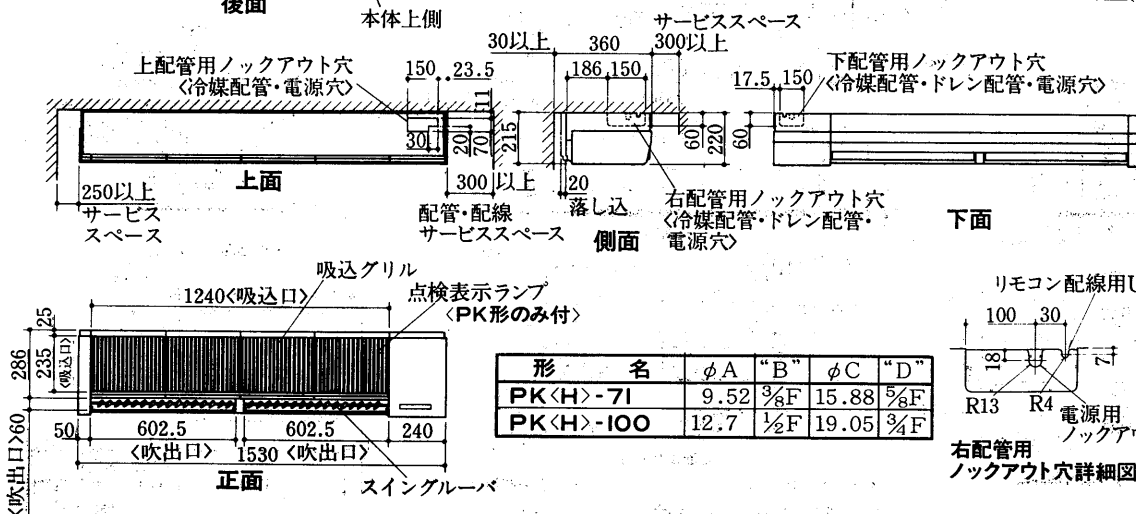 後面
本体上側
上配管用ノックアウト穴
〈冷媒配管・電源穴〉
150
23.5
11
30
20
70
215
上面
250以上
サービス
スペース
300以上
配管・配線
サービススペース
サービススペース
30以上
360
300以上
186
150
60
220
20
落し込
側面
右配管用ノックアウト穴
〈冷媒配管・ドレン配管・
電源穴〉
下配管用ノックアウト穴
〈冷媒配管・ドレン配管・電源穴〉
17.5
150
60
下面
吸込グリル
1240〈吸込口〉
点検表示ランプ
〈PK形のみ付〉
25
286
235
〈吸込口〉
〈吹出口〉60
50
602.5
602.5
240
〈吹出口〉
1530
〈吹出口〉
正面
スイングルーバ
形 名 φA “B” φC “D”
PK〈H〉-71 9.52 3/8F 15.88 5/8F
PK〈H〉-100 12.7 1/2F 19.05 3/4F
リモコン配線用U
100
30
18
7
R13
R4
電源用
ノックアウ
右配管用
ノックアウト穴詳細図